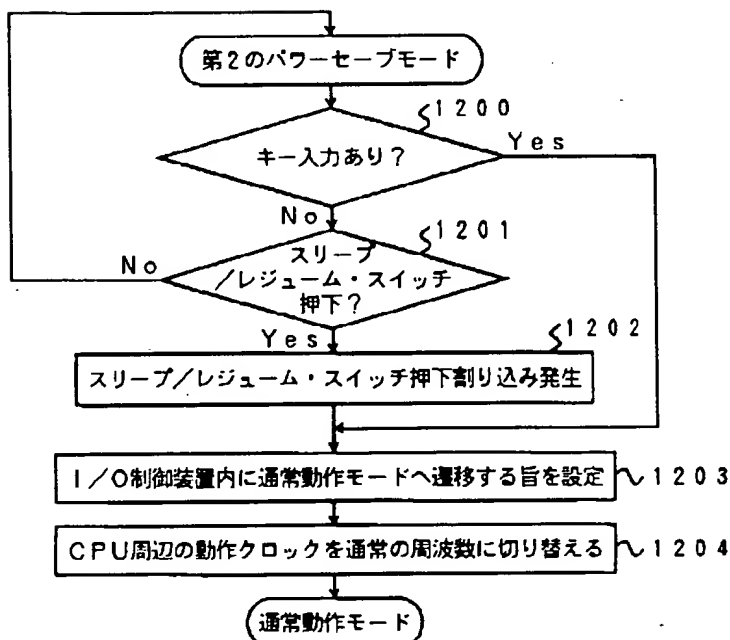 第2のパワーセーブモード
1200
キー入力あり?
Yes
No
1201
スリープ
/レジューム・スイッチ
押下?
No
Yes
1202
スリープ/レジューム・スイッチ押下割り込み発生
I/O制御装置内に通常動作モードへ遷移する旨を設定
1203
CPU周辺の動作クロックを通常の周波数に切り替える
1204
通常動作モード